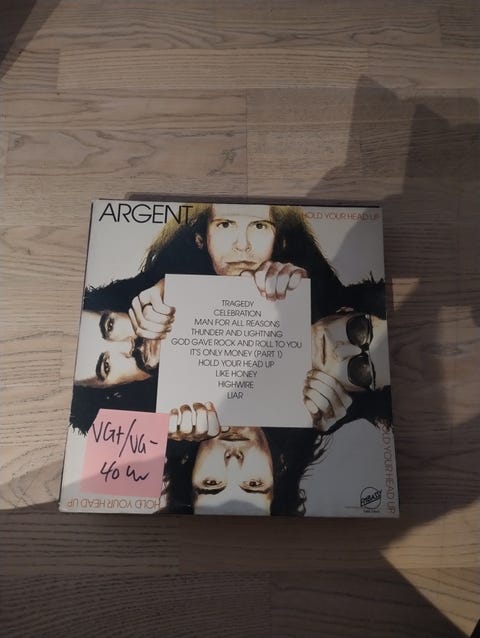 ARGENT
HOLD YOUR HEAD UP
TRAGEDY
CELEBRATION
MAN FOR ALL REASONS
THUNDER AND LIGHTNING
GOD GAVE ROCK AND ROLL TO YOU
IT'S ONLY MONEY (PART 1)
HOLD YOUR HEAD UP
LIKE HONEY
HIGHWIRE
LIAR
VG+/VG-
40 kr
HOLD YOUR HEAD UP
HOLD YOUR HEAD UP
EMBASSY